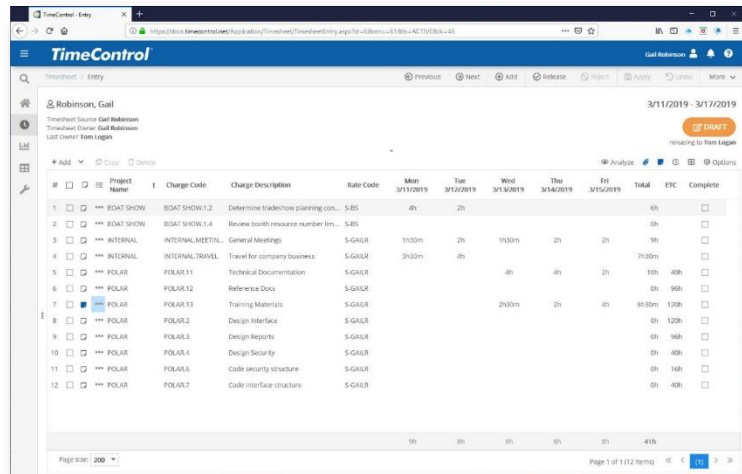 TimeControl - Entry
https://docs.timecontrol.net/Application/Timesheet/TimesheetEntry.aspx
TimeControl
Gail Robinson
Timesheet / Entry
Previous Next Add Release Reject Apply Undo More
Robinson, Gail 3/11/2019 - 3/17/2019
Timesheet Source Gail Robinson
Timesheet Owner Gail Robinson
Last Owner Tom Logan
DRAFT
releasing to Tom Logan
+ Add Copy Delete Analyze Options
# Project Name 1 Charge Code Charge Description Rate Code Mon 3/11/2019 Tue 3/12/2019 Wed 3/13/2019 Thu 3/14/2019 Fri 3/15/2019 Total ETC Complete
1 BOAT SHOW BOAT SHOW.1.2 Determine tradeshow planning con... S-BS 4h 2h 6h
2 BOAT SHOW BOAT SHOW.1.4 Review booth resource number lim... S-BS 0h
3 INTERNAL INTERNAL.MEETIN... General Meetings S-GAILR 1h30m 2h 1h30m 2h 2h 9h
4 INTERNAL INTERNAL.TRAVEL Travel for company business S-GAILR 3h30m 4h 7h30m
5 POLAR POLAR.11 Technical Documentation S-GAILR 4h 4h 2h 10h 40h
6 POLAR POLAR.12 Reference Docs S-GAILR 0h 96h
7 POLAR POLAR.13 Training Materials S-GAILR 2h30m 2h 4h 8h30m 120h
8 POLAR POLAR.2 Design Interface S-GAILR 0h 120h
9 POLAR POLAR.3 Design Reports S-GAILR 0h 96h
10 POLAR POLAR.4 Design Security S-GAILR 0h 40h
11 POLAR POLAR.6 Code security structure S-GAILR 0h 16h
12 POLAR POLAR.7 Code Interface structure S-GAILR 0h 40h
9h 8h 8h 8h 8h 41h
Page size: 200 Page 1 of 1 (12 items) [1]